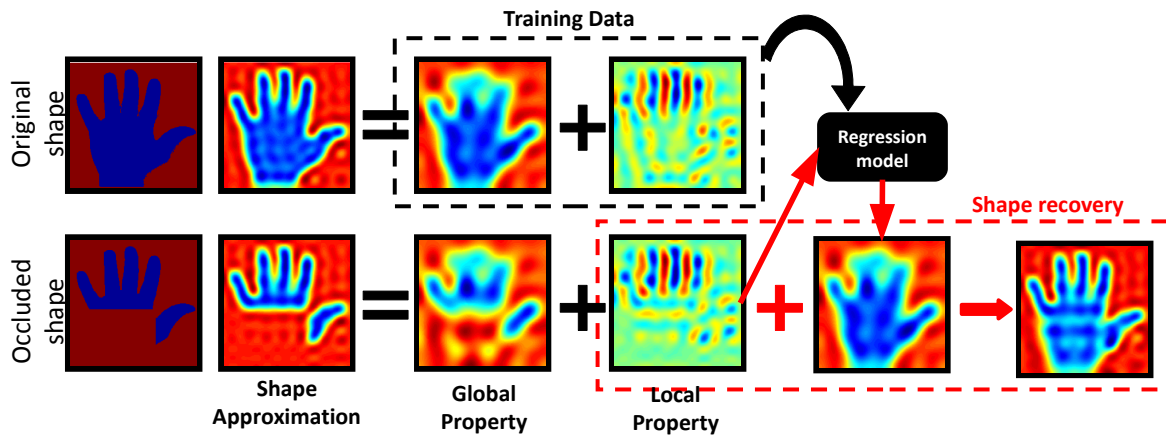 Training Data
Original
shape
Regression
model
Shape recovery
Occluded
shape
Shape
Approximation
Global
Property
Local
Property